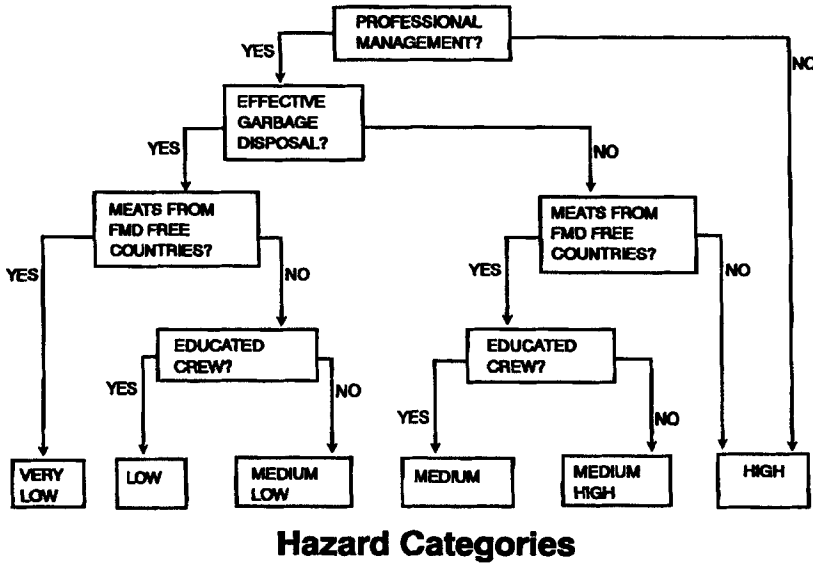 PROFESSIONAL
MANAGEMENT?
YES
NO
EFFECTIVE
GARBAGE
DISPOSAL?
YES
NO
MEATS FROM
FMD FREE
COUNTRIES?
MEATS FROM
FMD FREE
COUNTRIES?
YES
NO
YES
NO
EDUCATED
CREW?
EDUCATED
CREW?
YES
NO
YES
NO
VERY
LOW
LOW
MEDIUM
LOW
MEDIUM
MEDIUM
HIGH
HIGH
Hazard Categories